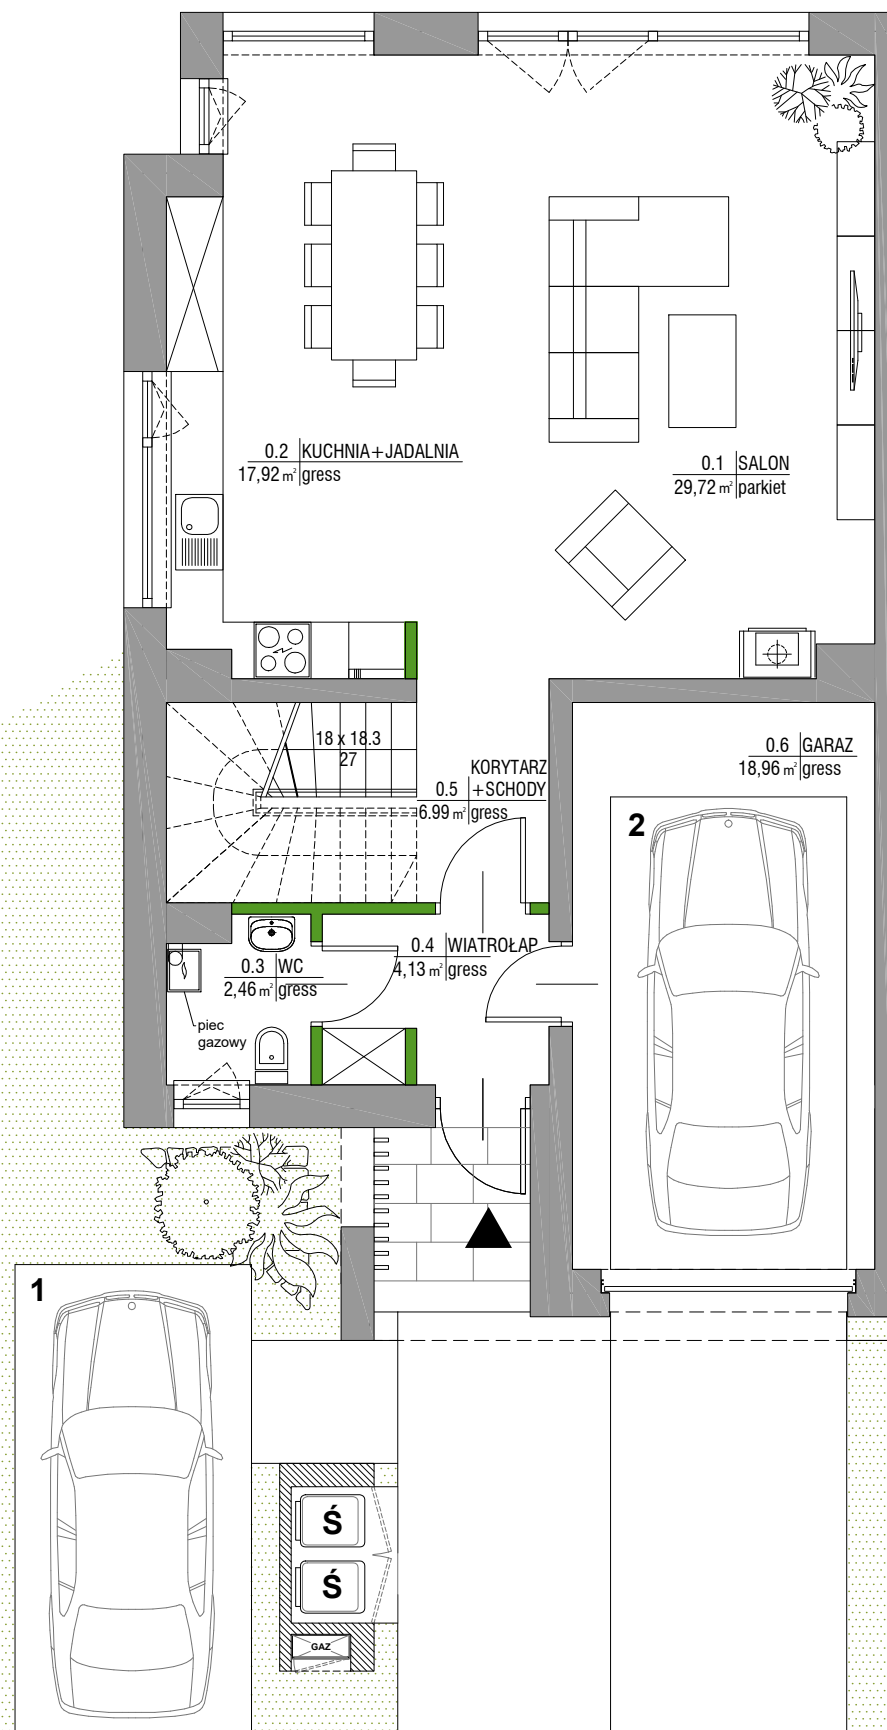 0.2 KUCHNIA+JADALNIA
17,92 m² gress
0.1 SALON
29,72 m² parkiet
18 x 18.3
27
KORYTARZ
0.5 +SCHODY
6.99 m² gress
0.6 GARAZ
18,96 m² gress
2
0.4 WIATROŁAP
4,13 m² gress
0.3 WC
2,46 m² gress
piec
gazowy
1
Ś
Ś
GAZ